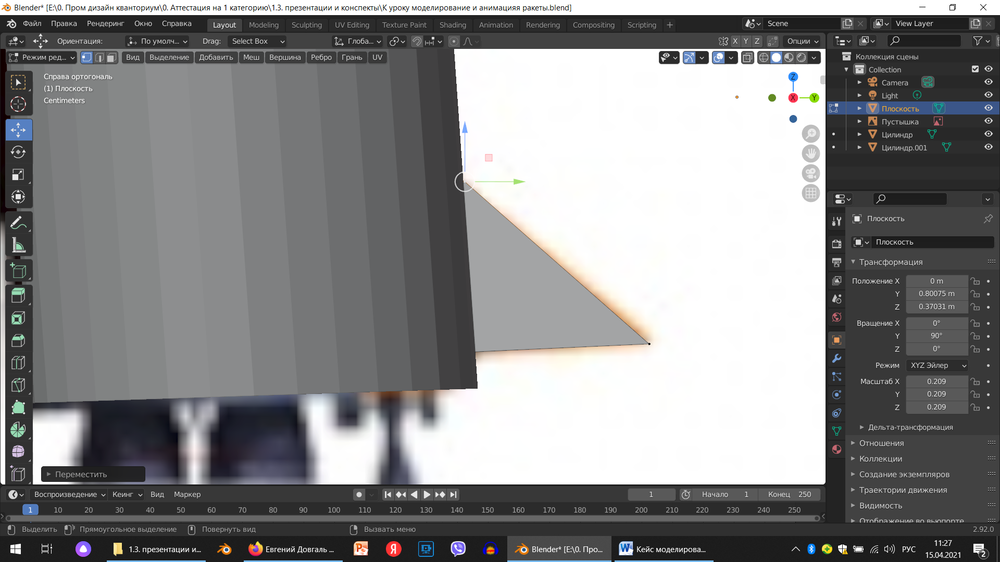 Blender* [E:\0. Пром дизайн кванториум\0. Аттестация на 1 категорию\1.3. презентации и конспекты\К уроку моделирование и анимацияя ракеты.blend]
Файл Правка Рендеринг Окно Справка Layout Modeling Sculpting UV Editing Texture Paint Shading Animation Rendering Compositing Scripting + Scene View Layer
Ориентация: По умолч... Drag: Select Box Глоба... X Y Z Опции
Режим ред... Вид Выделение Добавить Меш Вершина Ребро Грань UV
Справа ортогональ
(1) Плоскость
Centimeters
Z
X
Y
Коллекция сцены
Collection
Camera
Light
Плоскость
Пустышка
Цилиндр
Цилиндр.001
Плоскость
Плоскость
Трансформация
Положение X 0 m
Y 0.80075 m
Z 0.37031 m
Вращение X 0°
Y 90°
Z 0°
Режим XYZ Эйлер
Масштаб X 0.209
Y 0.209
Z 0.209
Дельта-трансформация
Отношения
Коллекции
Создание экземпляров
Траектории движения
Видимость
Отображение во вьюпорте
Переместить
Воспроизведение Кеинг Вид Маркер 1 Начало 1 Конец 250
1 10 20 30 40 50 60 70 80 90 100 110 120 130 140 150 160 170 180 190 200 210 220 230 240 250
Выделить Прямоугольное выделение Повернуть вид Вызвать меню 2.92.0
1.3. презентации и... Евгений Довгаль ... Blender* [E:\0. Про... Кейс моделирова... РУС
11:27
15.04.2021
2